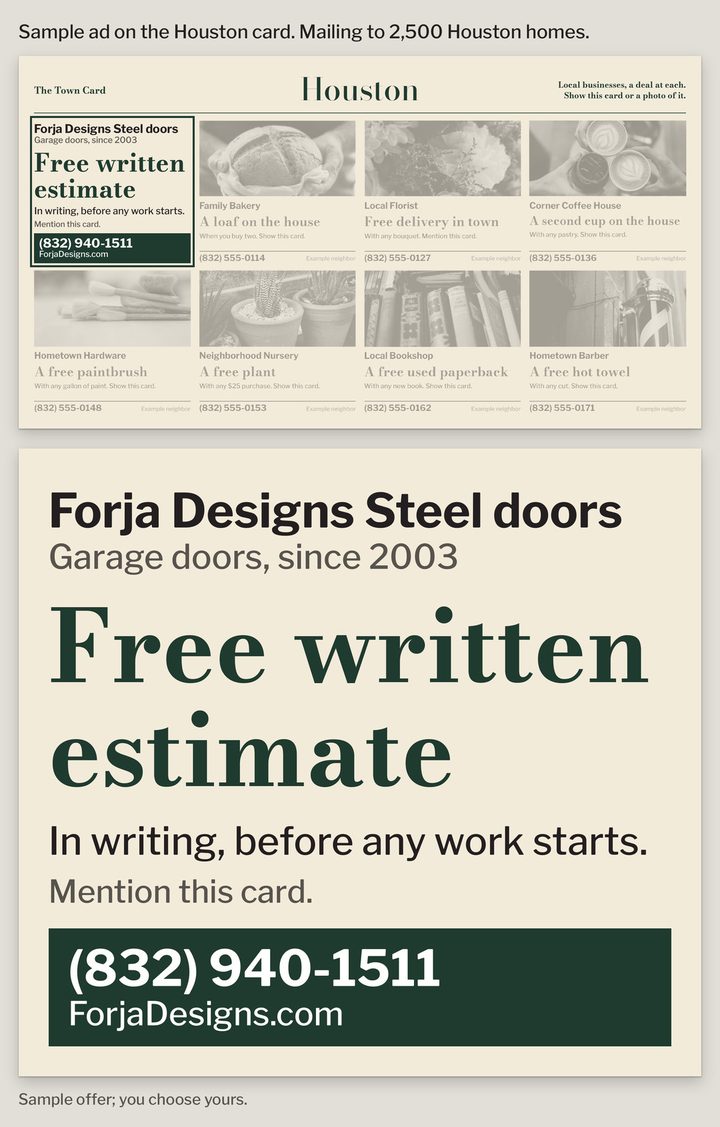 Sample ad on the Houston card. Mailing to 2,500 Houston homes.
The Town Card
Houston
Local businesses, a deal at each.
Show this card or a photo of it.
Forja Designs Steel doors
Garage doors, since 2003
Free written
estimate
In writing, before any work starts.
Mention this card.
(832) 940-1511
ForjaDesigns.com
Family Bakery
A loaf on the house
When you buy two. Show this card.
(832) 555-0114
Example neighbor
Local Florist
Free delivery in town
With any bouquet. Mention this card.
(832) 555-0127
Example neighbor
Corner Coffee House
A second cup on the house
With any pastry. Show this card.
(832) 555-0136
Example neighbor
Hometown Hardware
A free paintbrush
With any gallon of paint. Show this card.
(832) 555-0148
Example neighbor
Neighborhood Nursery
A free plant
With any $25 purchase. Show this card.
(832) 555-0153
Example neighbor
Local Bookshop
A free used paperback
With any new book. Show this card.
(832) 555-0162
Example neighbor
Hometown Barber
A free hot towel
With any cut. Show this card.
(832) 555-0171
Example neighbor
Forja Designs Steel doors
Garage doors, since 2003
Free written
estimate
In writing, before any work starts.
Mention this card.
(832) 940-1511
ForjaDesigns.com
Sample offer; you choose yours.